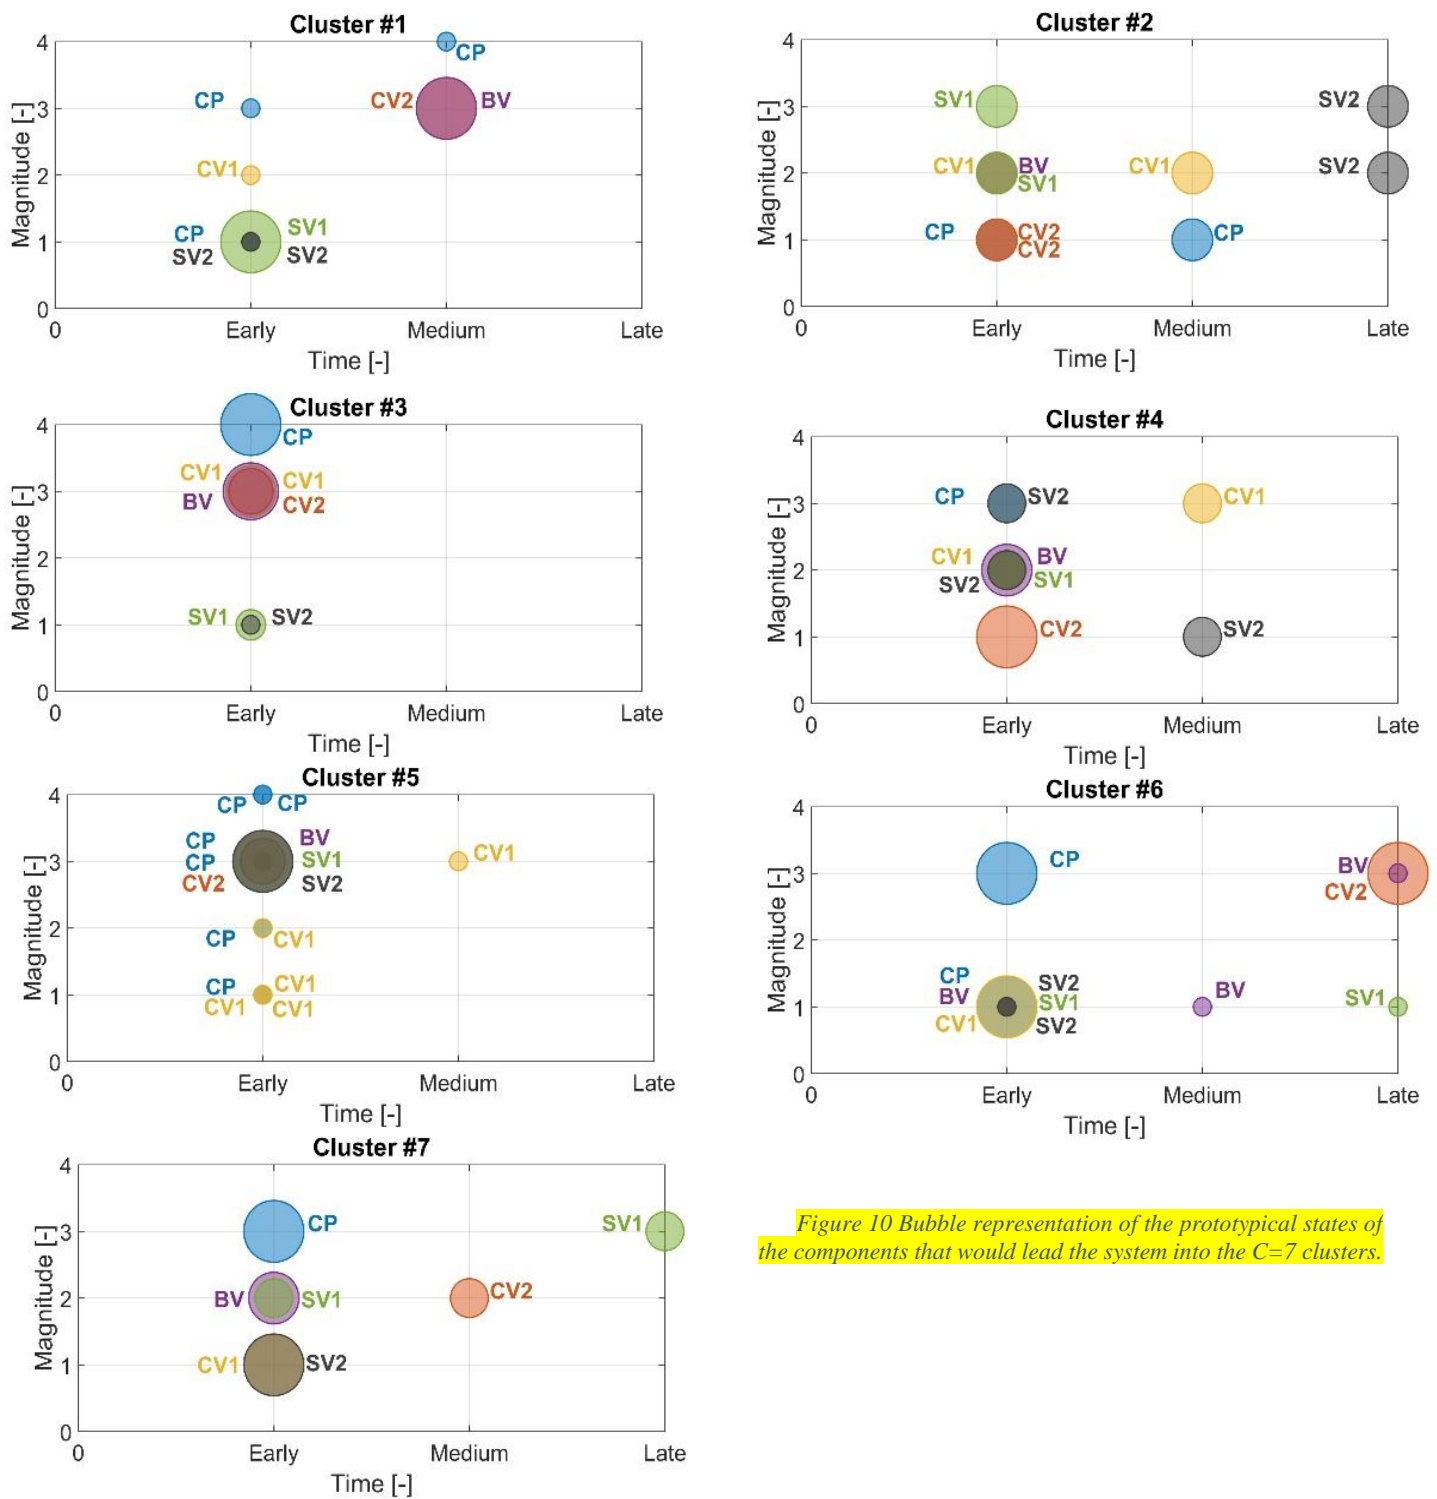 Cluster #1
Magnitude [-]
4
3
2
1
0
CP
CP
CV2 BV
CV1
CP SV1
SV2 SV2
0 Early Medium Late
Time [-]
Cluster #2
Magnitude [-]
4
3
2
1
0
SV1 SV2
CV1 BV CV1 SV2
SV1
CP CV2 CP
CV2
0 Early Medium Late
Time [-]
Cluster #3
Magnitude [-]
4
3
2
1
0
CP
CV1 CV1
BV CV2
SV1 SV2
0 Early Medium Late
Time [-]
Cluster #4
Magnitude [-]
4
3
2
1
0
CP SV2 CV1
CV1 BV
SV2 SV1
CV2 SV2
0 Early Medium Late
Time [-]
Cluster #5
Magnitude [-]
4
3
2
1
0
CP CP
CP BV
CP SV1 CV1
CV2 SV2
CP CV1
CP CV1
CV1 CV1
0 Early Medium Late
Time [-]
Cluster #6
Magnitude [-]
4
3
2
1
0
CP BV
CV2
CP SV2
BV SV1 BV SV1
CV1 SV2
0 Early Medium Late
Time [-]
Cluster #7
Magnitude [-]
4
3
2
1
0
CP SV1
BV SV1 CV2
CV1 SV2
0 Early Medium Late
Time [-]
Figure 10 Bubble representation of the prototypical states of
the components that would lead the system into the C=7 clusters.